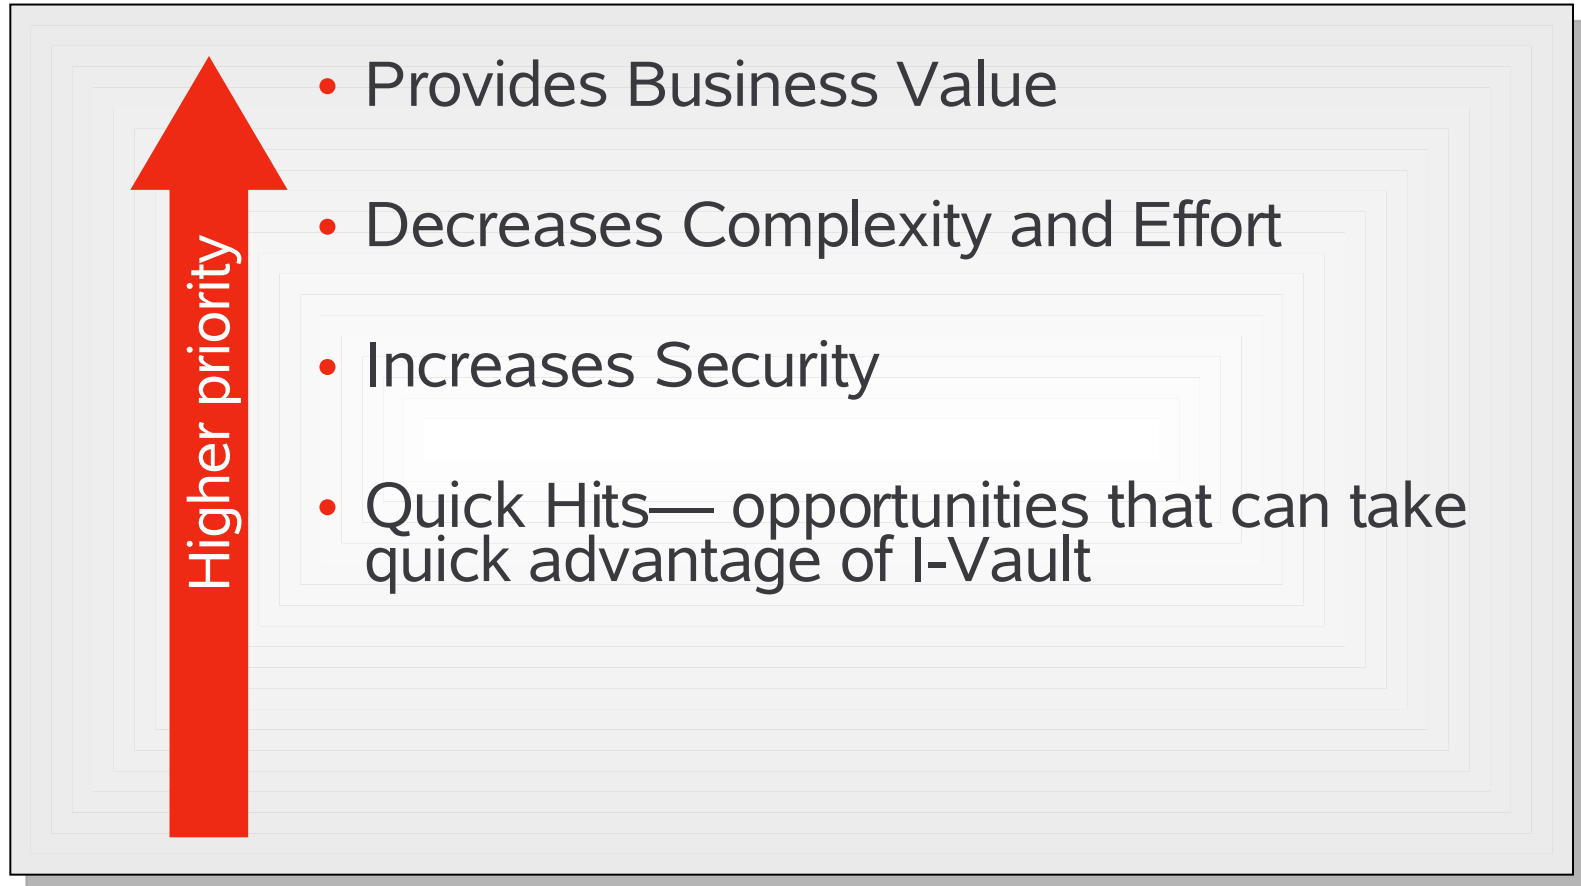 Higher priority
• Provides Business Value
• Decreases Complexity and Effort
• Increases Security
• Quick Hits— opportunities that can take
quick advantage of I-Vault